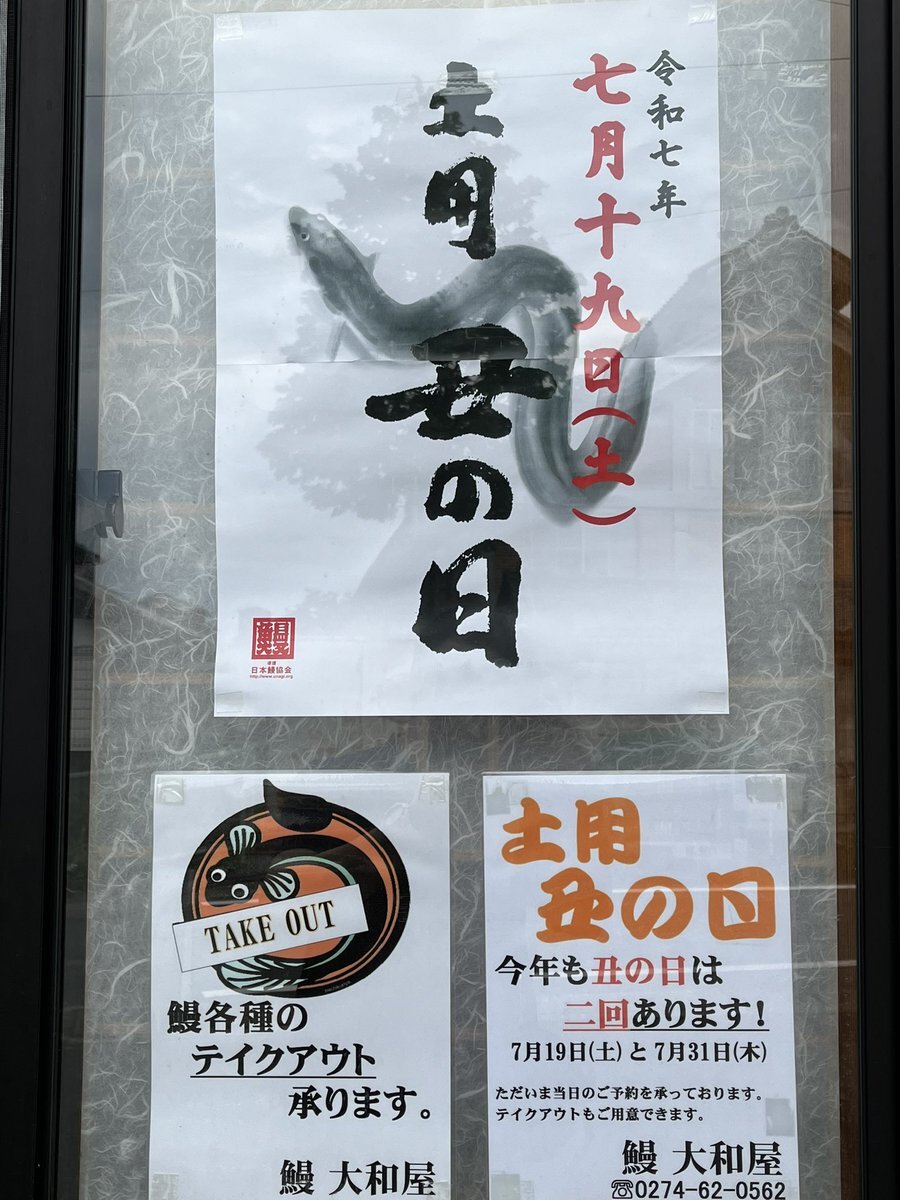 令和七年
七月十九日(土)
土用丑の日
日本鰻協会
http://www.unagi.org
TAKE OUT
鰻各種の
テイクアウト
承ります。
鰻 大和屋
土用
丑の日
今年も丑の日は
二回あります!
7月19日(土)と7月31日(木)
ただいま当日のご予約を承っております。
テイクアウトもご用意できます。
鰻 大和屋
☏0274-62-0562